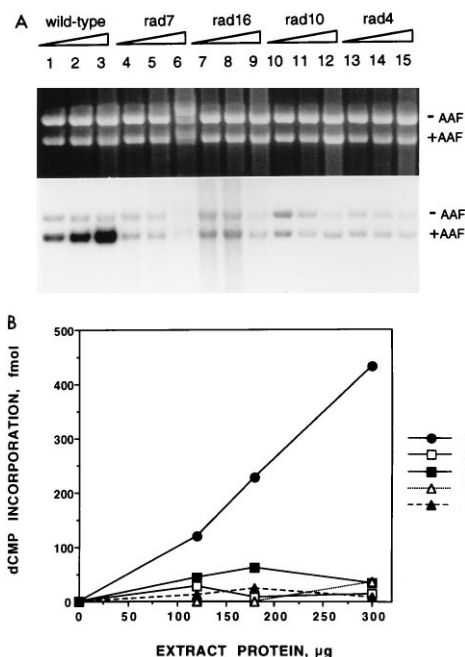 A
wild-type rad7 rad16 rad10 rad4
1 2 3 4 5 6 7 8 9 10 11 12 13 14 15
- AAF
+AAF
- AAF
+AAF
B
500
400
300
200
100
0
0 50 100 150 200 250 300
dCMP INCORPORATION, fmol
EXTRACT PROTEIN, µg